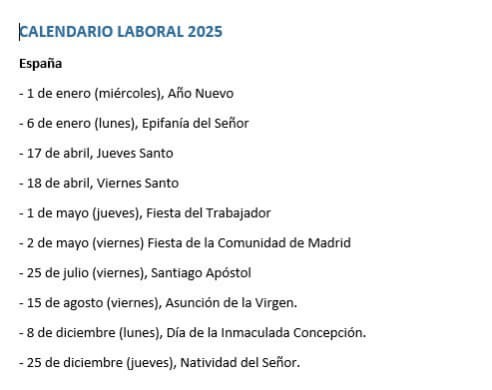 CALENDARIO LABORAL 2025
España
- 1 de enero (miércoles), Año Nuevo
- 6 de enero (lunes), Epifanía del Señor
- 17 de abril, Jueves Santo
- 18 de abril, Viernes Santo
- 1 de mayo (jueves), Fiesta del Trabajador
- 2 de mayo (viernes) Fiesta de la Comunidad de Madrid
- 25 de julio (viernes), Santiago Apóstol
- 15 de agosto (viernes), Asunción de la Virgen.
- 8 de diciembre (lunes), Día de la Inmaculada Concepción.
- 25 de diciembre (jueves), Natividad del Señor.